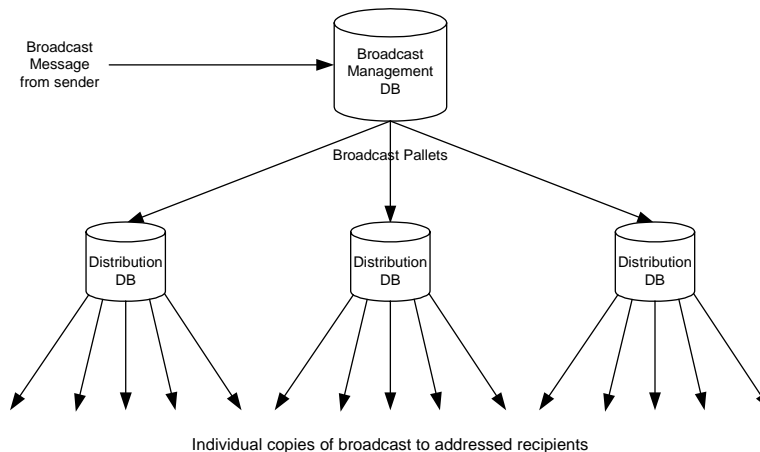 Broadcast
Message
from sender
Broadcast
Management
DB
Broadcast Pallets
Distribution
DB
Distribution
DB
Distribution
DB
Individual copies of broadcast to addressed recipients